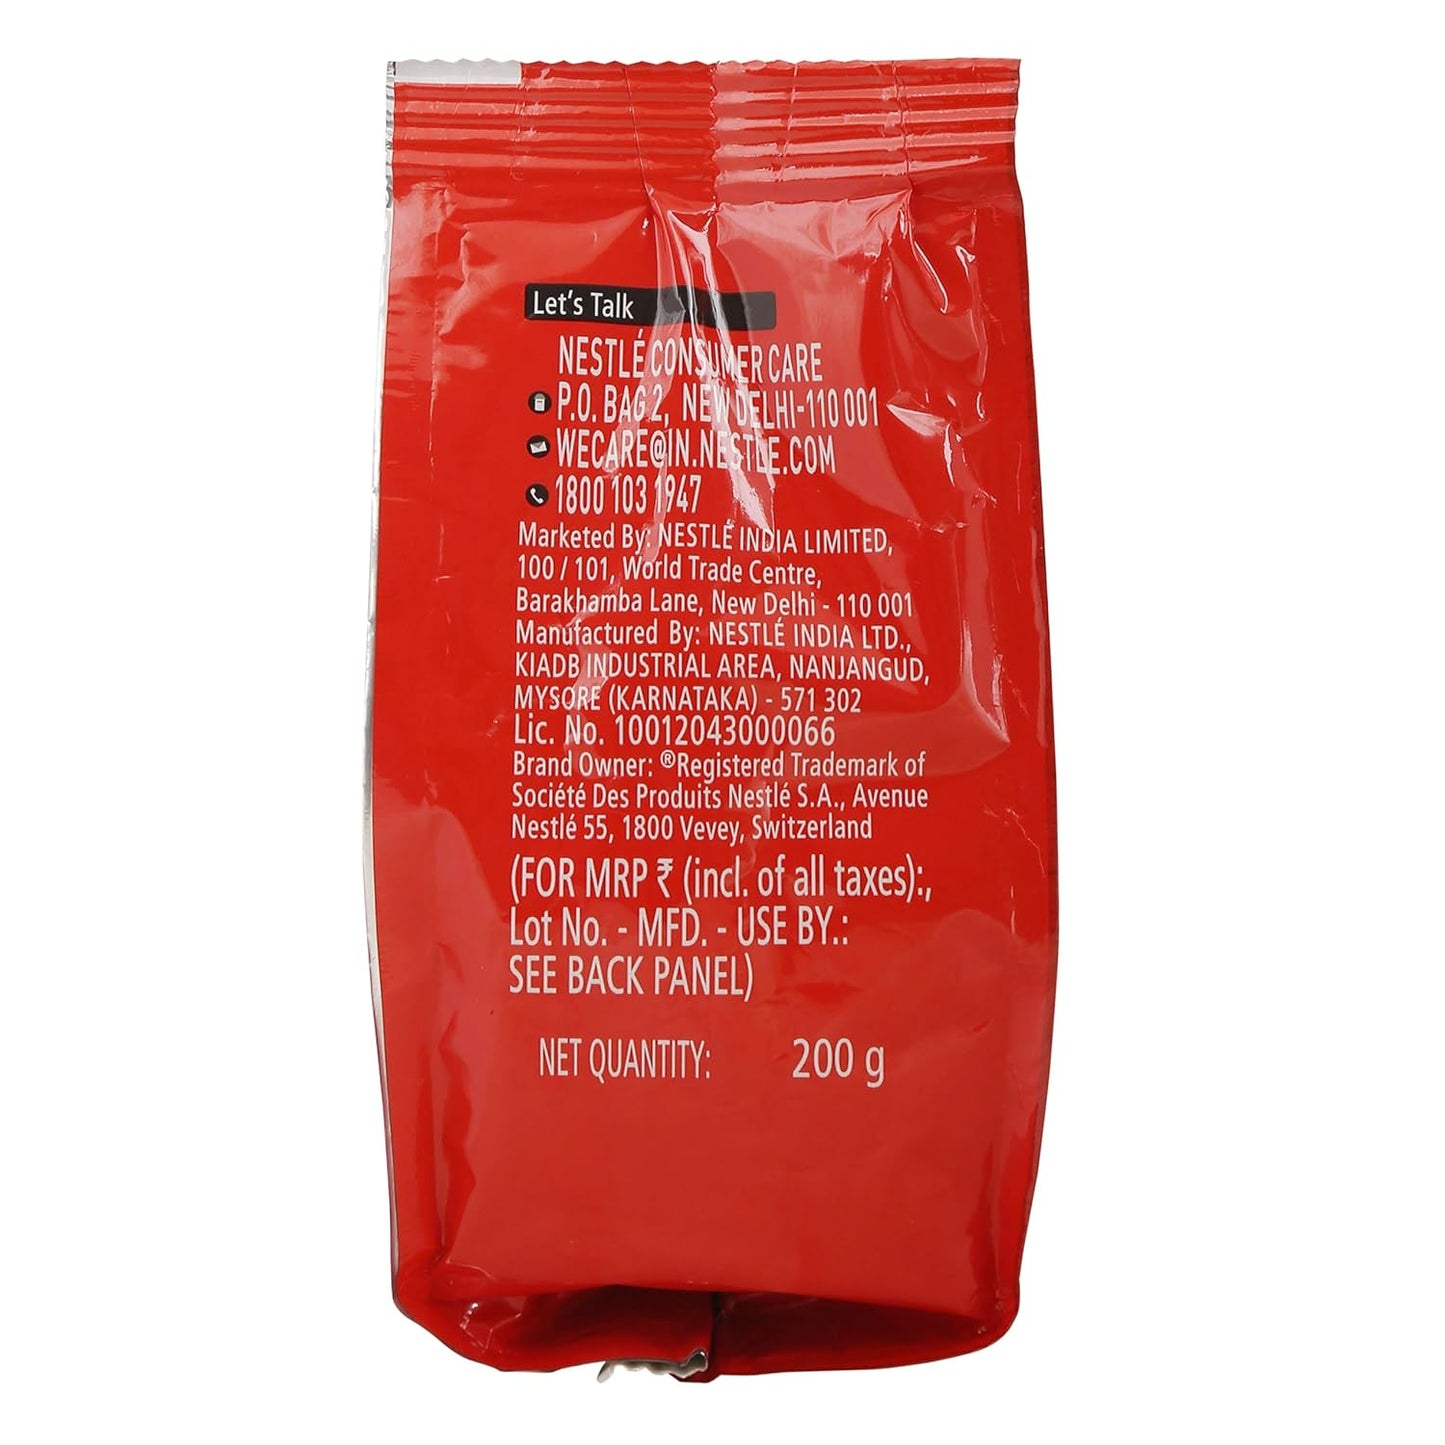 Let's Talk
NESTLÉ CONSUMER CARE
P.O. BAG 2, NEW DELHI-110 001
WECARE@IN.NESTLE.COM
1800 103 1947
Marketed By: NESTLÉ INDIA LIMITED,
100 / 101, World Trade Centre,
Barakhamba Lane, New Delhi - 110 001
Manufactured By: NESTLÉ INDIA LTD.,
KIADB INDUSTRIAL AREA, NANJANGUD,
MYSORE (KARNATAKA) - 571 302
Lic. No. 10012043000066
Brand Owner: ®Registered Trademark of
Société Des Produits Nestlé S.A., Avenue
Nestlé 55, 1800 Vevey, Switzerland
(FOR MRP ₹ (incl. of all taxes):,
Lot No. - MFD. - USE BY.:
SEE BACK PANEL)
NET QUANTITY: 200 g